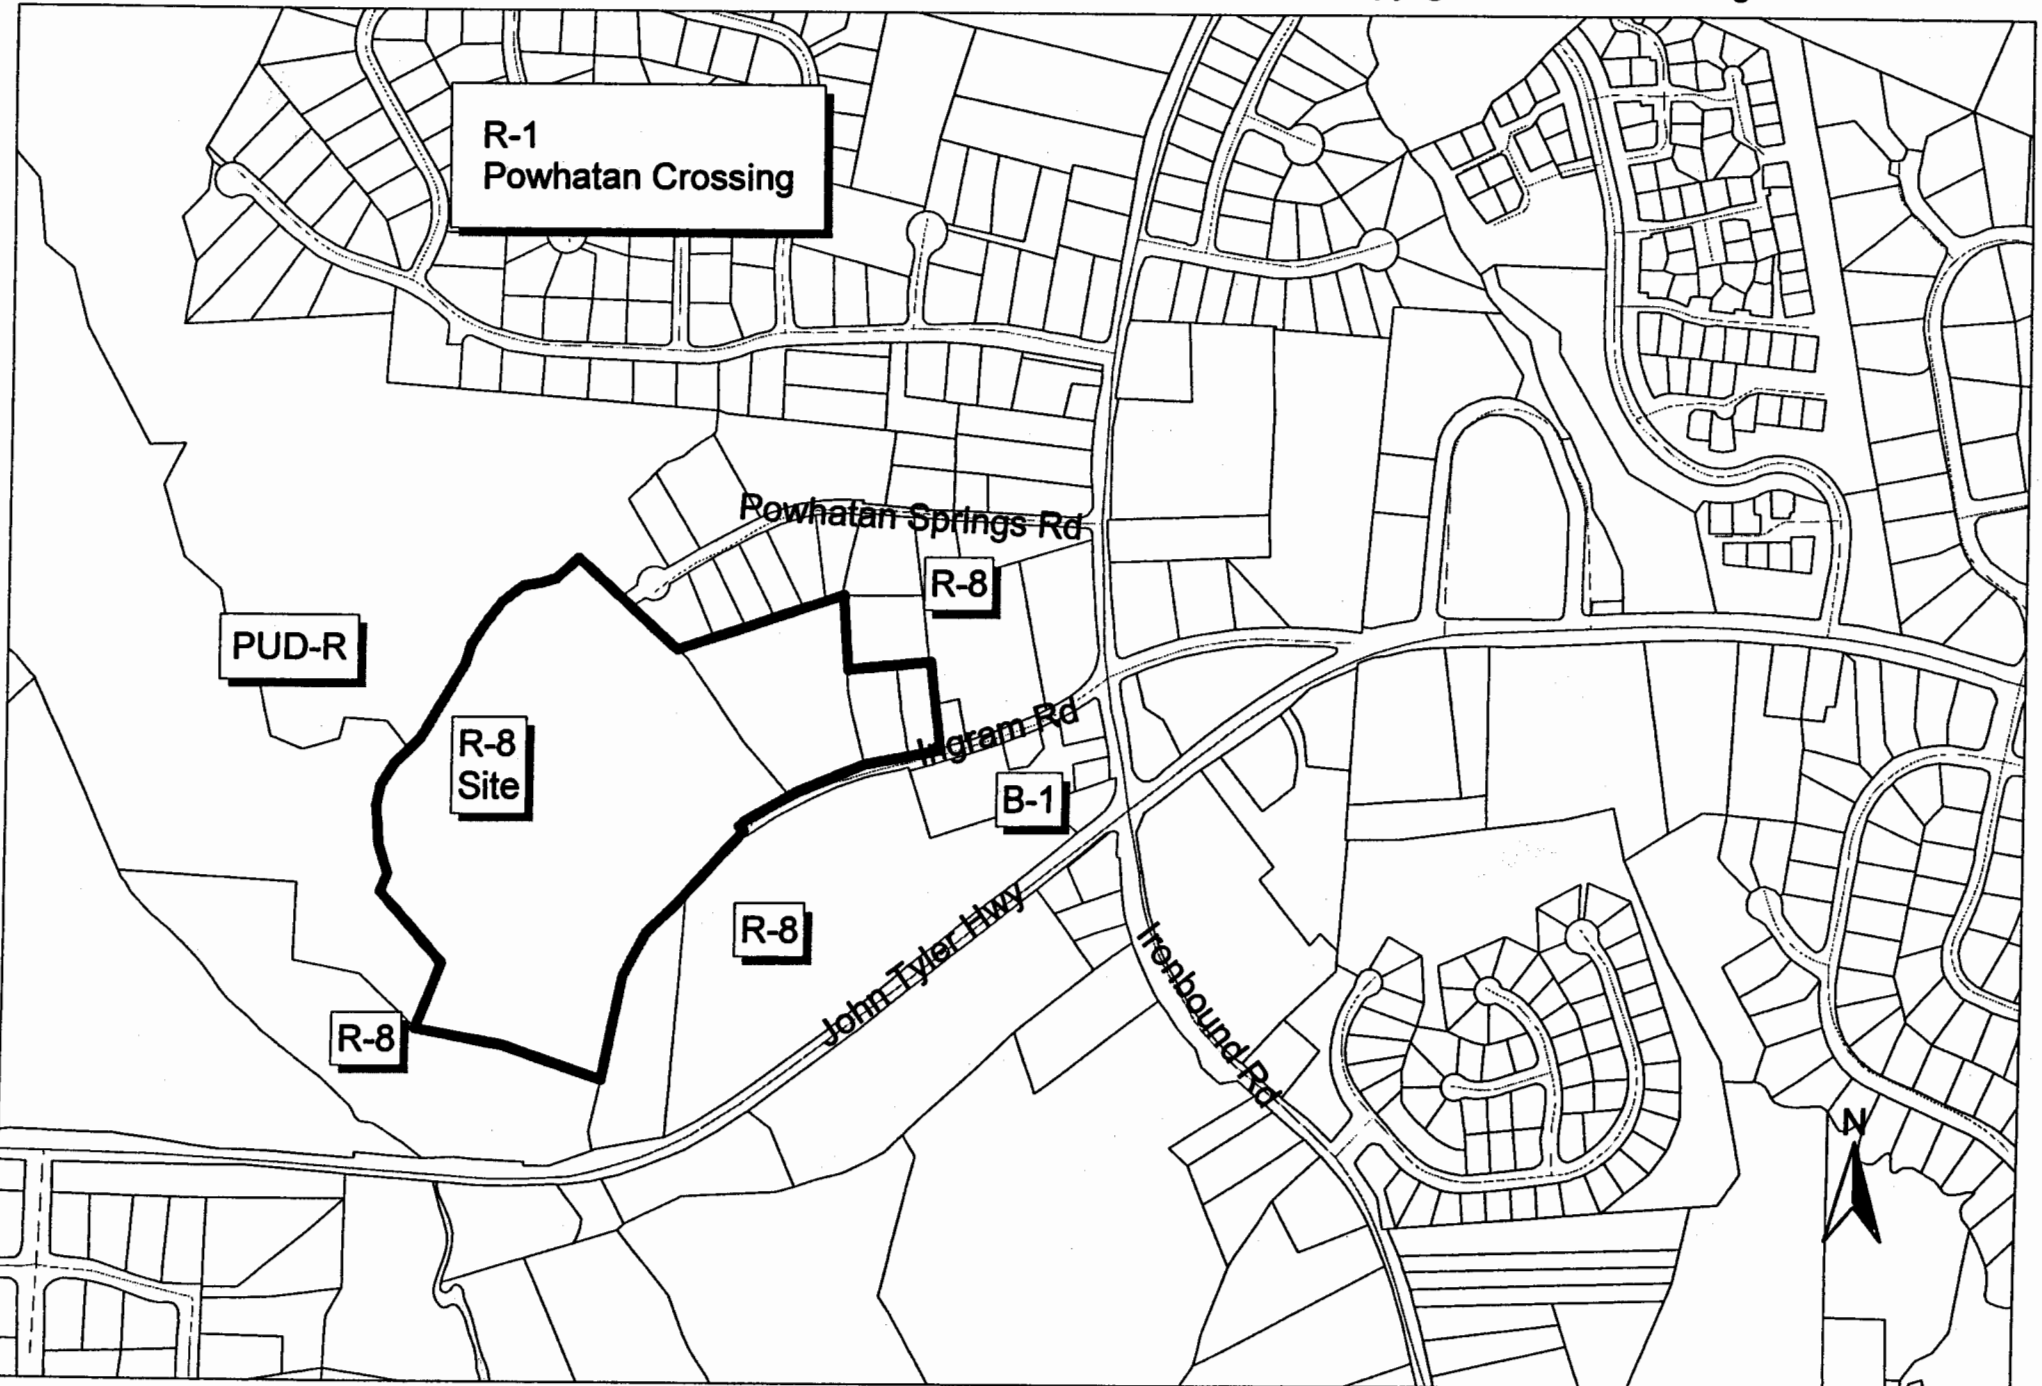 R-1
Powhatan Crossing
Powhatan Springs Rd
R-8
PUD-R
R-8
Site
Ingram Rd
B-1
R-8
John Tyler Hwy
Ironbound Rd
R-8
N